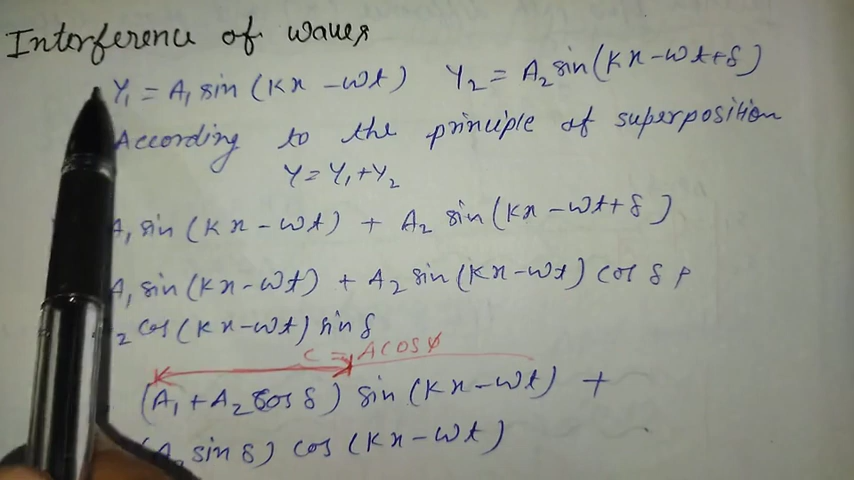 Interference of waves
Y₁ = A₁ sin (Kx - ωt) Y₂ = A₂ sin(Kx - ωt + δ)
According to the principle of superposition
Y = Y₁ + Y₂
A₁ sin (Kx - ωt) + A₂ sin(Kx - ωt + δ)
A₁ sin(Kx - ωt) + A₂ sin(Kx - ωt) cos δ +
₂ cos(Kx - ωt) sin δ
C = A cos φ
(A₁ + A₂ cos δ) sin (Kx - ωt) +
sin δ) cos (Kx - ωt)